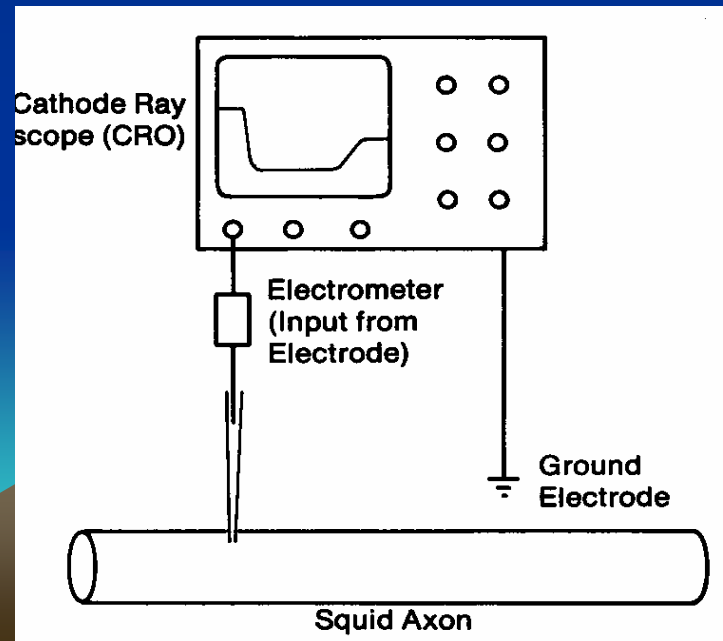 Cathode Ray
scope (CRO)
Electrometer
(Input from
Electrode)
Ground
Electrode
Squid Axon